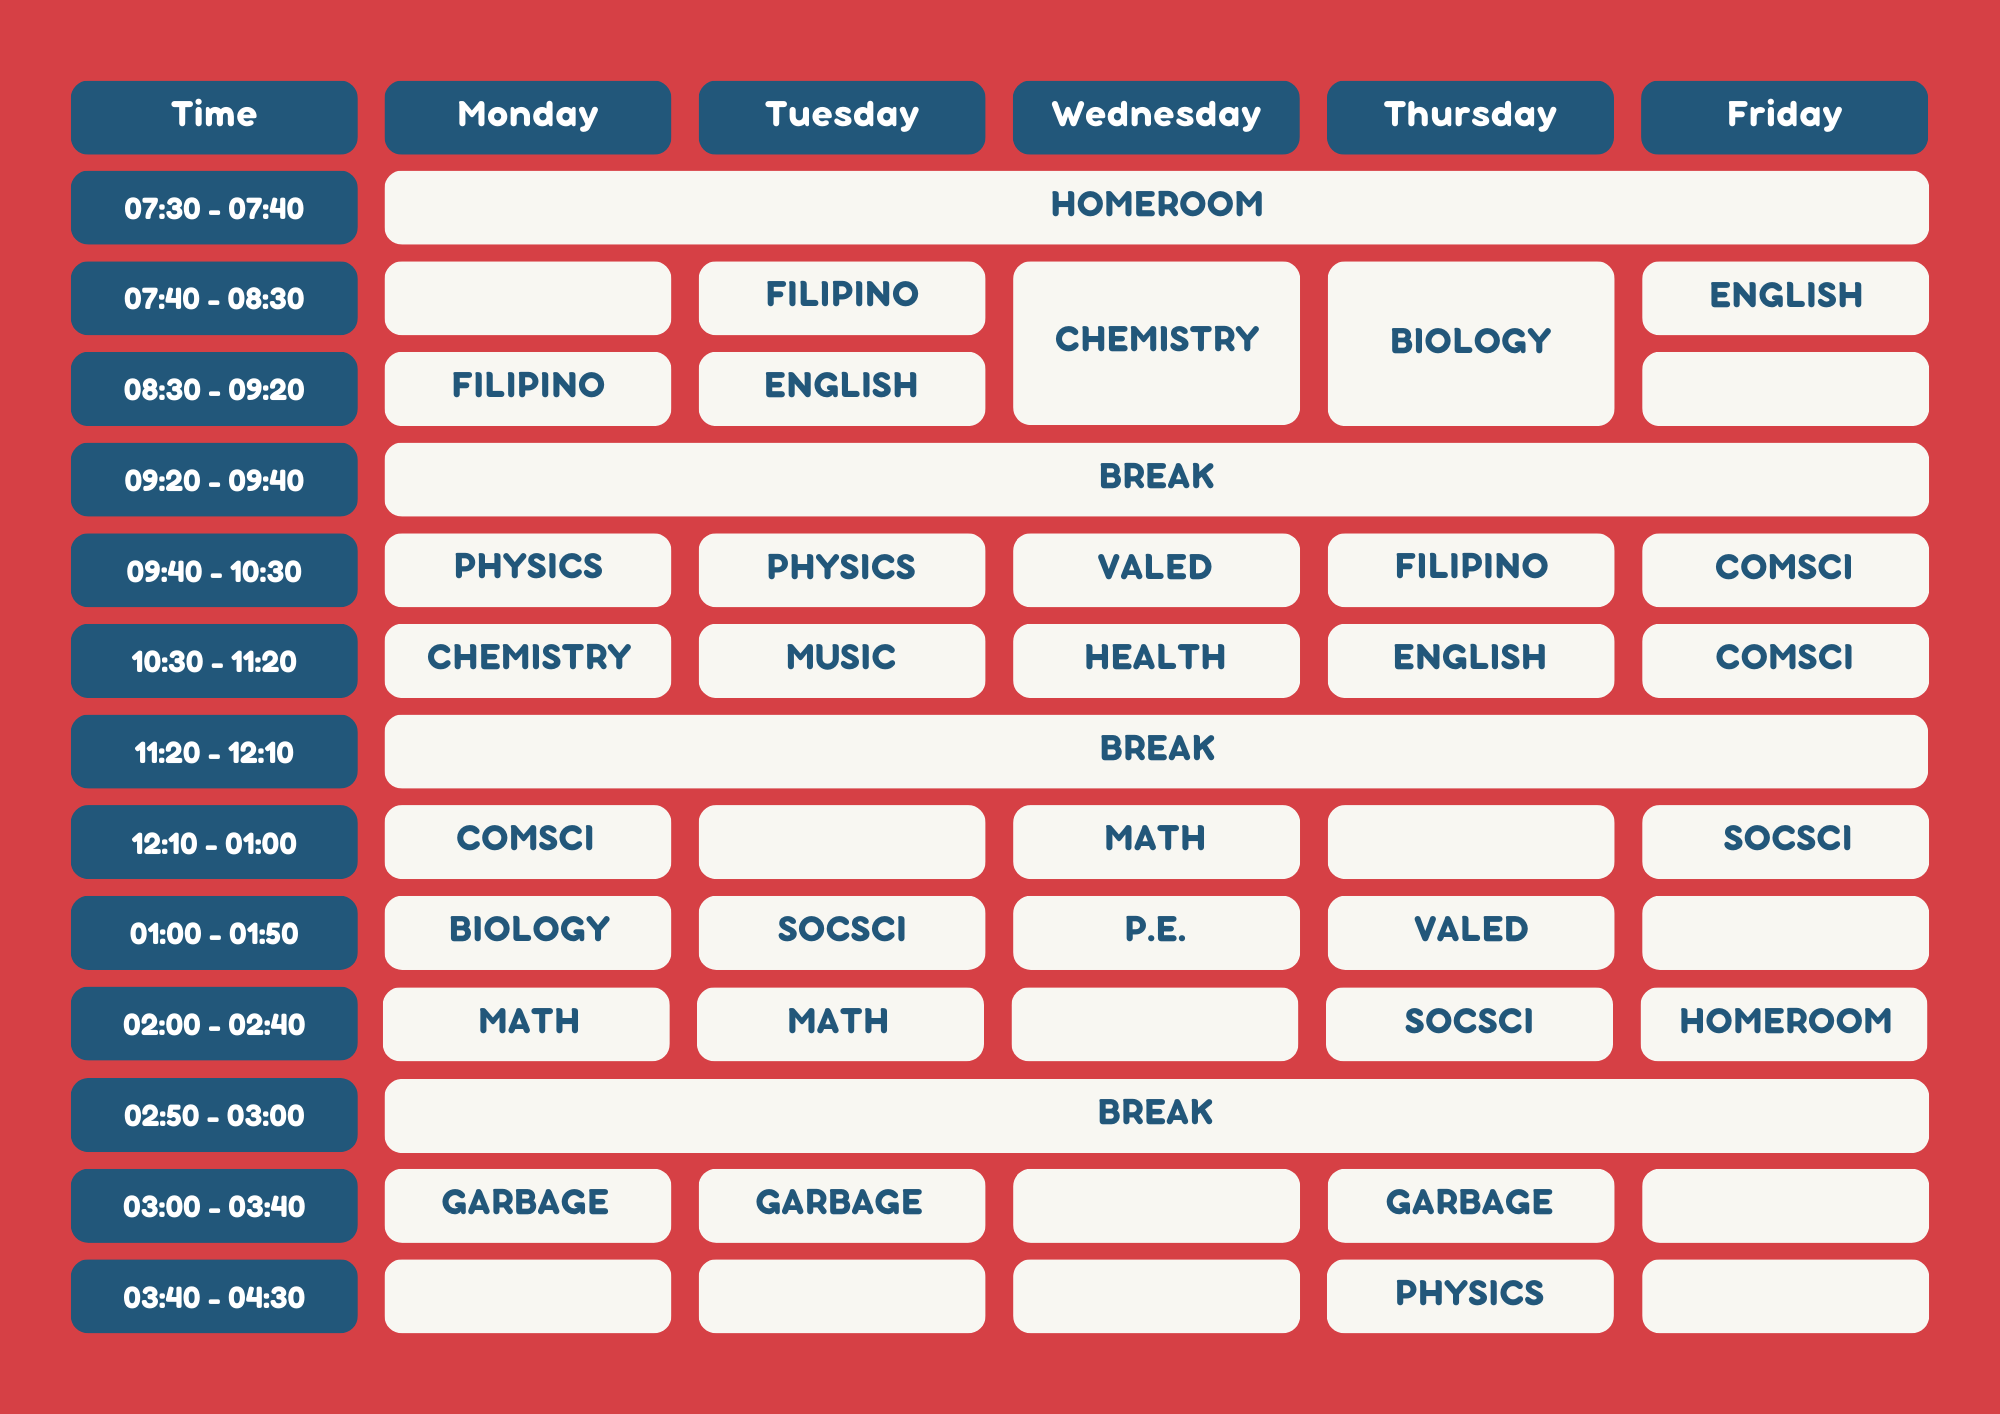 Time Monday Tuesday Wednesday Thursday Friday
07:30 - 07:40 HOMEROOM
07:40 - 08:30 FILIPINO CHEMISTRY BIOLOGY ENGLISH
08:30 - 09:20 FILIPINO ENGLISH
09:20 - 09:40 BREAK
09:40 - 10:30 PHYSICS PHYSICS VALED FILIPINO COMSCI
10:30 - 11:20 CHEMISTRY MUSIC HEALTH ENGLISH COMSCI
11:20 - 12:10 BREAK
12:10 - 01:00 COMSCI MATH SOCSCI
01:00 - 01:50 BIOLOGY SOCSCI P.E. VALED
02:00 - 02:40 MATH MATH SOCSCI HOMEROOM
02:50 - 03:00 BREAK
03:00 - 03:40 GARBAGE GARBAGE GARBAGE
03:40 - 04:30 PHYSICS